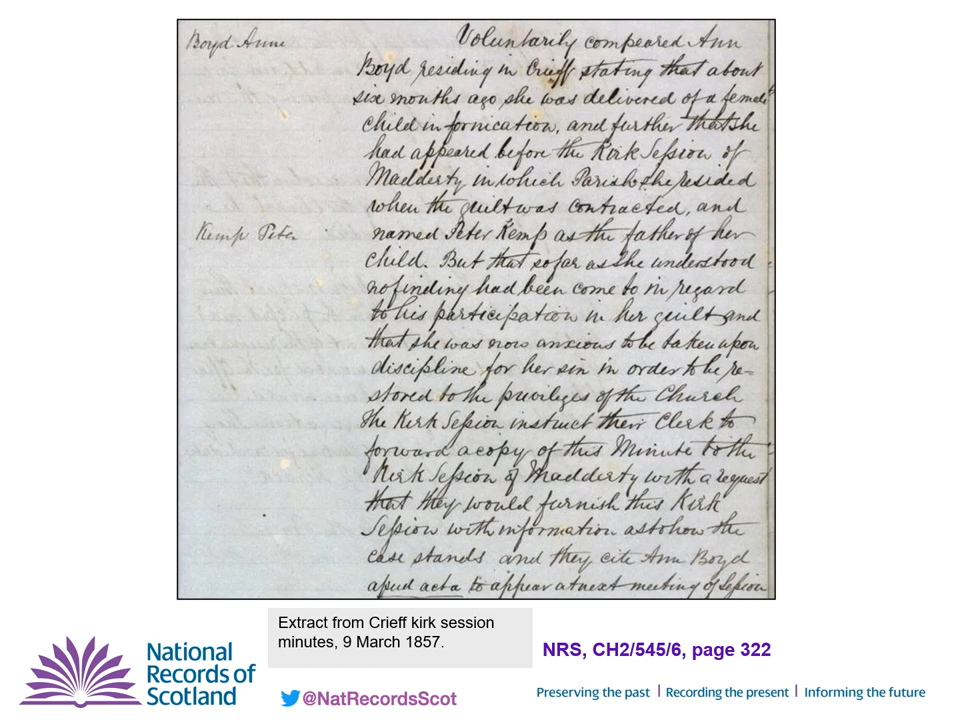 Boyd Anne
Voluntarily compeared Ann
Boyd residing in Crieff stating that about
six months ago she was delivered of a female
child in fornication, and further that she
had appeared before the Kirk Session of
Madderty in which Parish she resided
when the guilt was contracted, and
Kemp Peter
named Peter Kemp as the father of her
child. But that so far as she understood
no finding had been come to in regard
to his participation in her guilt and
that she was now anxious to be taken upon
discipline for her sin in order to be re=
stored to the privileges of the Church
The Kirk Session instruct their Clerk to
forward a copy of this Minute to the
Kirk Session of Madderty with a request
that they would furnish this Kirk
Session with information as to how the
case stands and they cite Ann Boyd
apud acta to appear at next meeting of Session
Extract from Crieff kirk session
minutes, 9 March 1857.
NRS, CH2/545/6, page 322
National
Records of
Scotland
@NatRecordsScot
Preserving the past | Recording the present | Informing the future